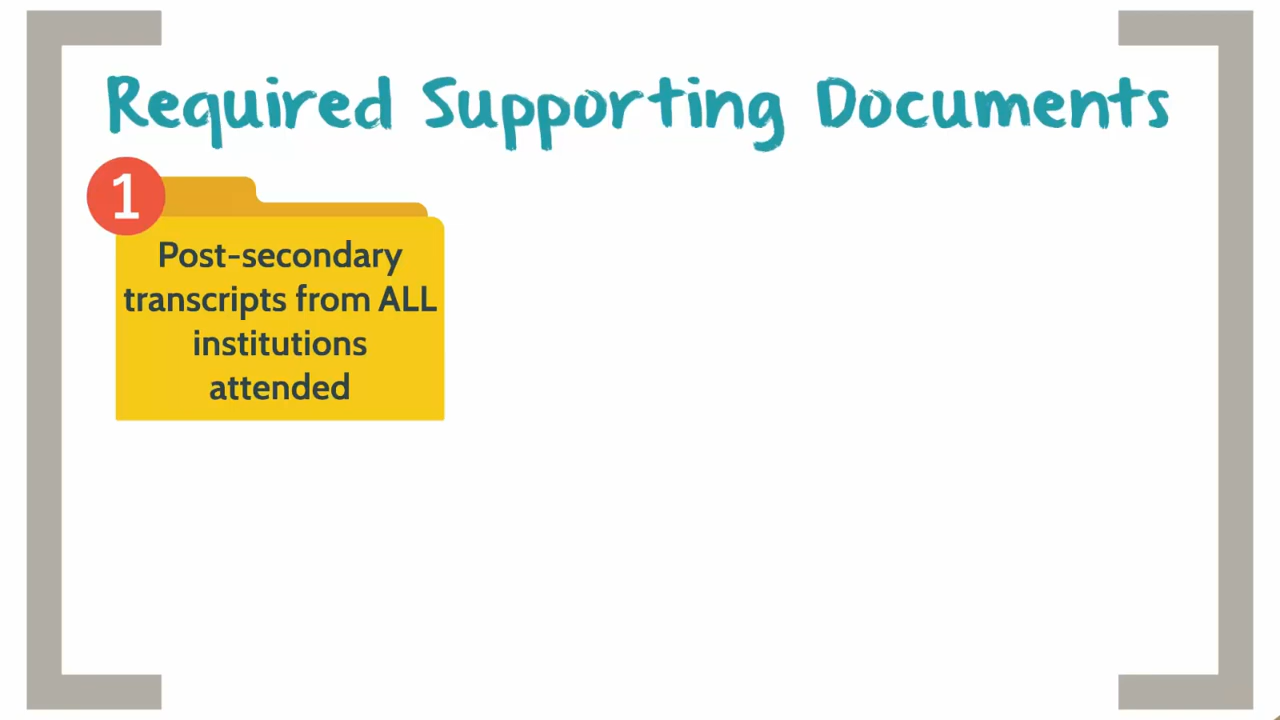 Required Supporting Documents
1
Post-secondary
transcripts from ALL
institutions
attended